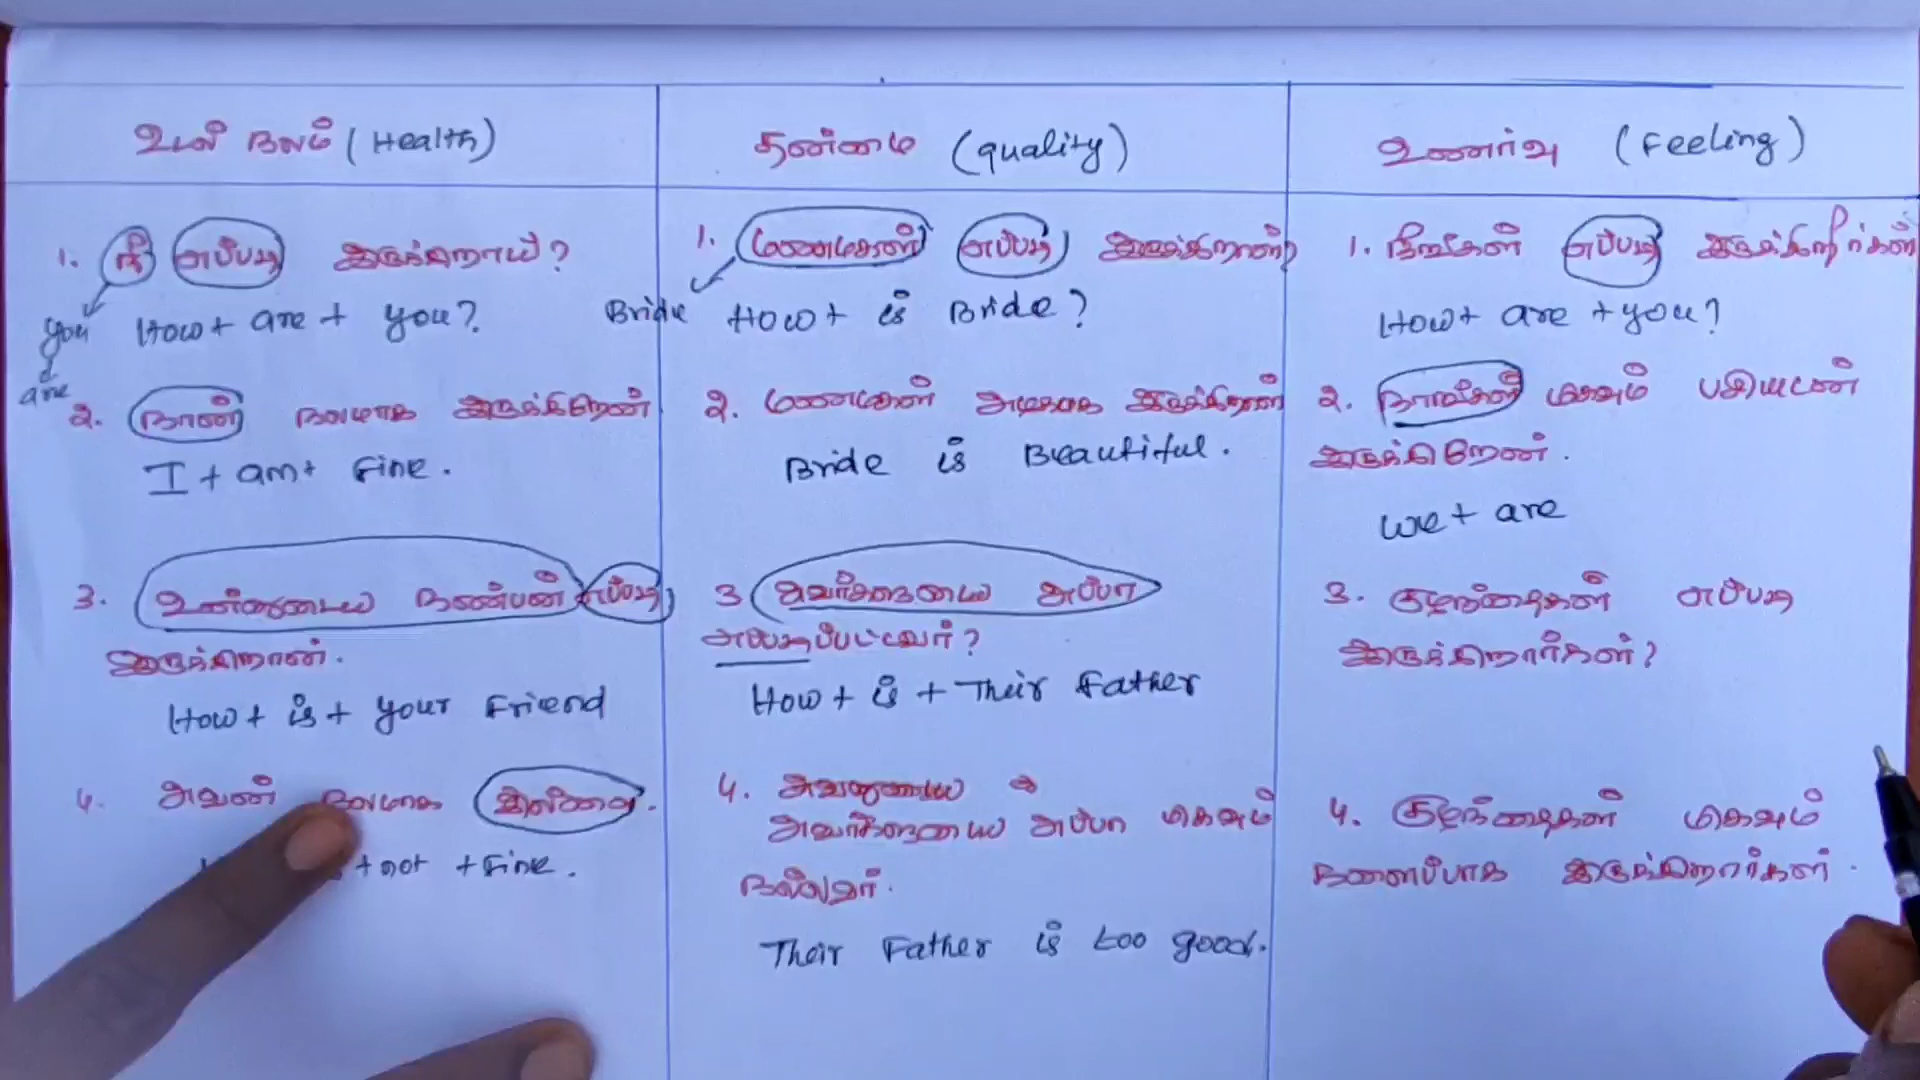 உடல் நலம் (Health)
1. நீ எப்படி இருக்கிறாய்?
you How + are + you?
are
2. நான் நலமாக இருக்கிறேன்
I + am + Fine.
3. உன்னுடைய நண்பன் எப்படி
இருக்கிறான்.
How + is + your Friend
4. அவன் நலமாக இல்லை.
+ not + Fine.
தன்மை (quality)
1. மணமகள் எப்படி இருக்கிறாள்?
Bride How + is Bride?
2. மணமகள் அழகாக இருக்கிறாள்
Bride is Beautiful.
3 அவர்களுடைய அப்பா
எப்படிப்பட்டவர்?
How + is + Their Father
4. அவனுடைய
அவர்களுடைய அப்பா மிகவும்
நல்லவர்.
Their Father is too good.
உணர்வு (Feeling)
1. நீங்கள் எப்படி இருக்கிறீர்கள்
How + are + you?
2. நாங்கள் மிகவும் பசியுடன்
இருக்கிறேன்.
we + are
3. குழந்தைகள் எப்படி
இருக்கிறார்கள்?
4. குழந்தைகள் மிகவும்
களைப்பாக இருக்கிறார்கள்.